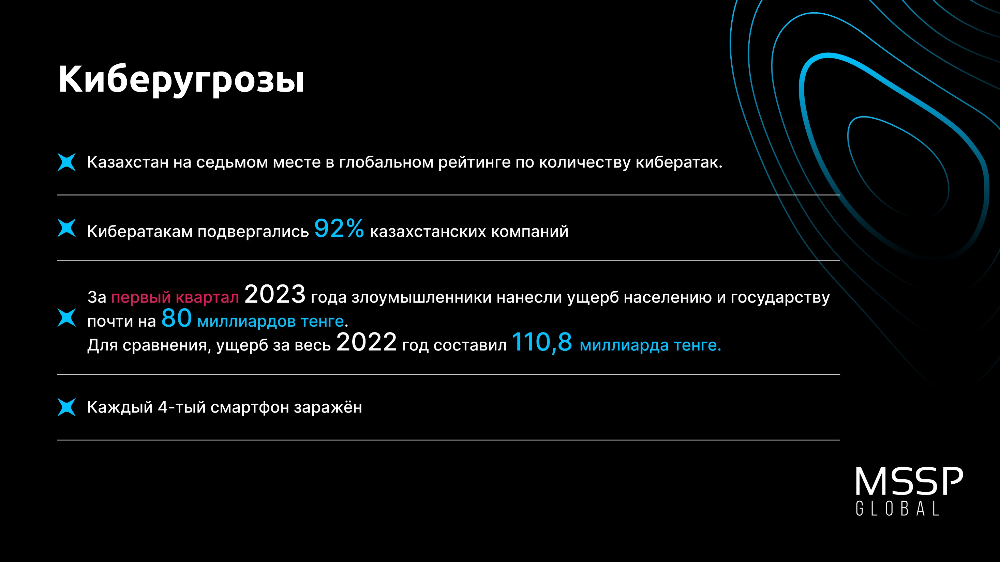 Киберугрозы
Казахстан на седьмом месте в глобальном рейтинге по количеству кибератак.
Кибератакам подвергались 92% казахстанских компаний
За первый квартал 2023 года злоумышленники нанесли ущерб населению и государству
почти на 80 миллиардов тенге.
Для сравнения, ущерб за весь 2022 год составил 110,8 миллиарда тенге.
Каждый 4-тый смартфон заражён
MSSP
GLOBAL